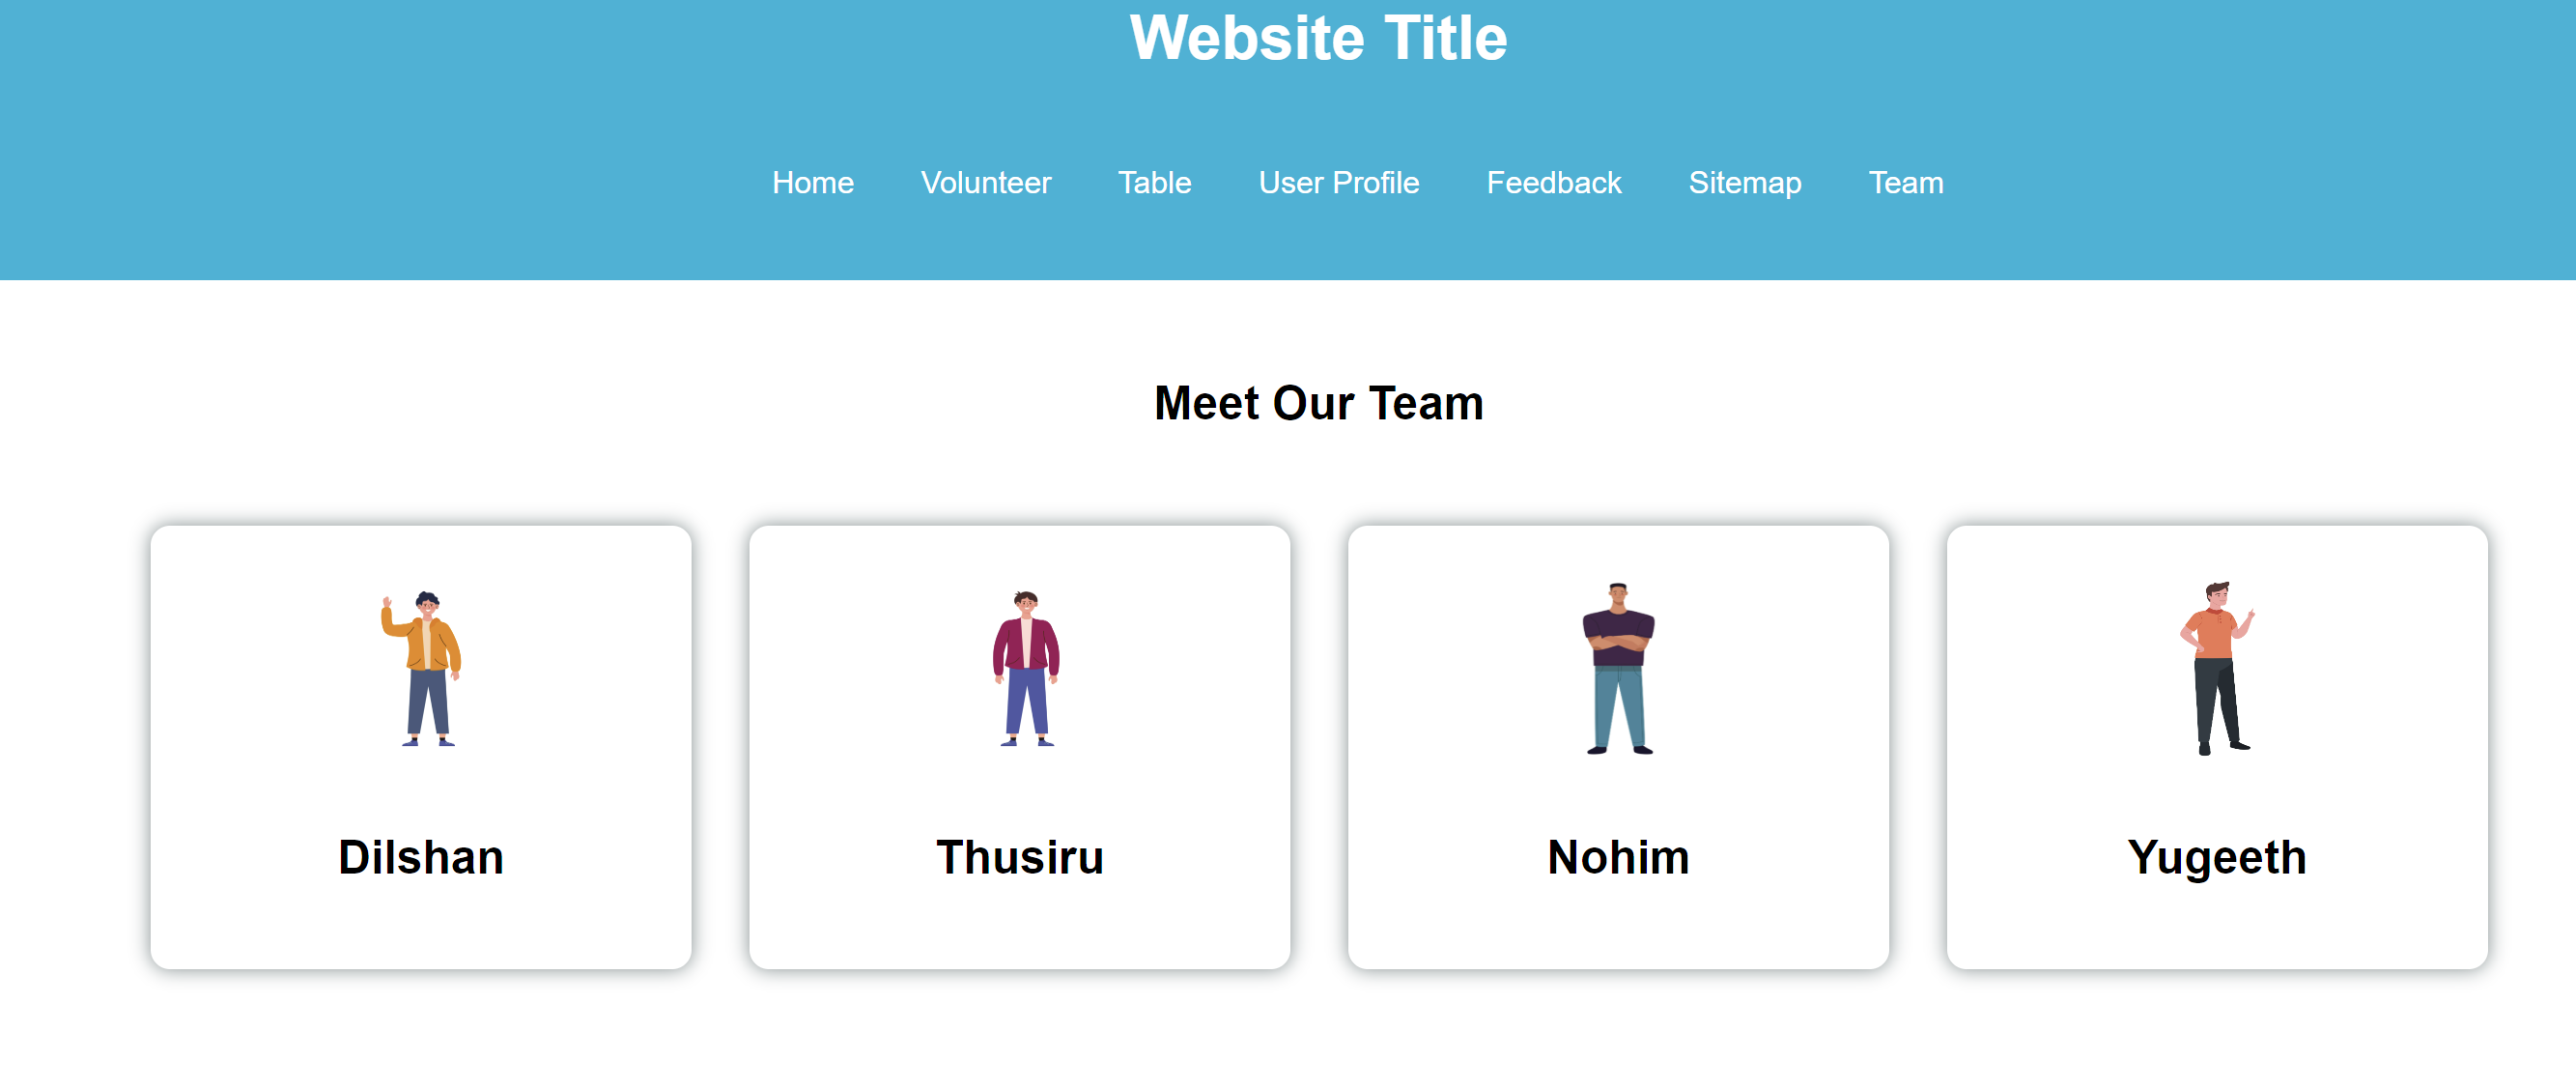 Website Title
Home Volunteer Table User Profile Feedback Sitemap Team
Meet Our Team
Dilshan
Thusiru
Nohim
Yugeeth